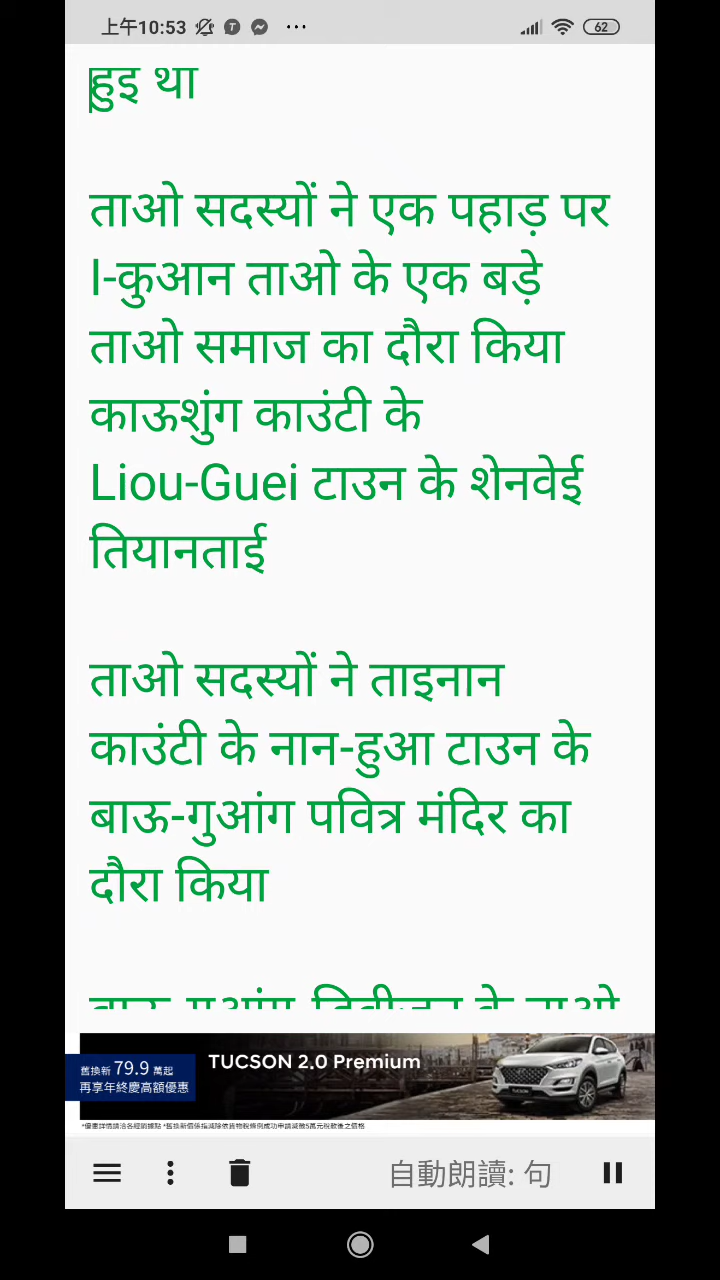 上午10:53
62
हुइ था
ताओ सदस्यों ने एक पहाड़ पर
I-कुआन ताओ के एक बड़े
ताओ समाज का दौरा किया
काऊशुंग काउंटी के
Liou-Guei टाउन के शेनवेई
तियानताई
ताओ सदस्यों ने ताइनान
काउंटी के नान-हुआ टाउन के
बाऊ-गुआंग पवित्र मंदिर का
दौरा किया
TUCSON 2.0 Premium
舊換新 79.9 萬起
再享年終慶高額優惠
自動朗讀: 句